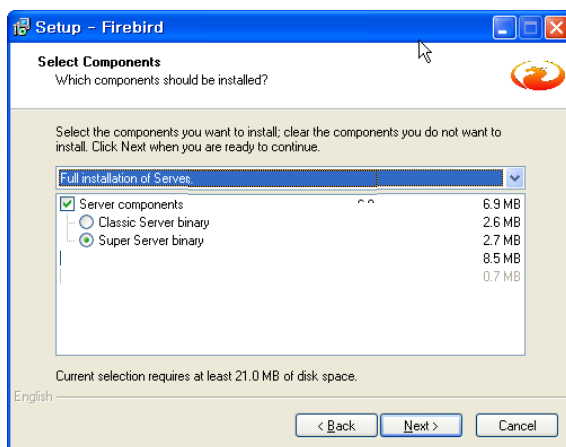 Setup - Firebird
Select Components
Which components should be installed?
Select the components you want to install; clear the components you do not want to
install. Click Next when you are ready to continue.
Full installation of Server,
Server components 6.9 MB
Classic Server binary 2.6 MB
Super Server binary 2.7 MB
8.5 MB
0.7 MB
Current selection requires at least 21.0 MB of disk space.
English
< Back Next > Cancel